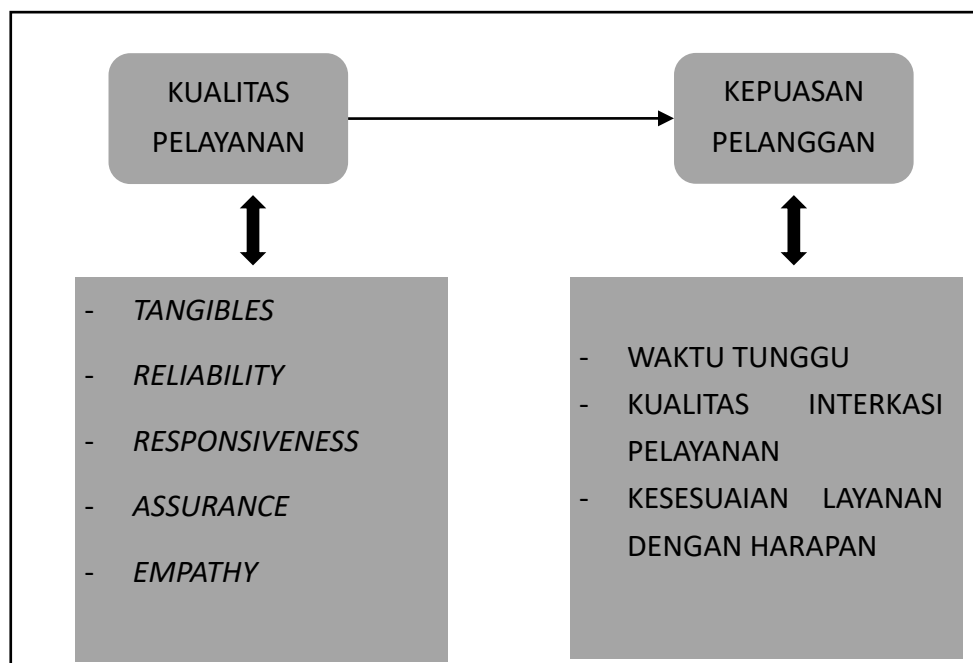 KUALITAS
PELAYANAN
KEPUASAN
PELANGGAN
- TANGIBLES
- RELIABILITY
- RESPONSIVENESS
- ASSURANCE
- EMPATHY
- WAKTU TUNGGU
- KUALITAS INTERKASI
PELAYANAN
- KESESUAIAN LAYANAN
DENGAN HARAPAN